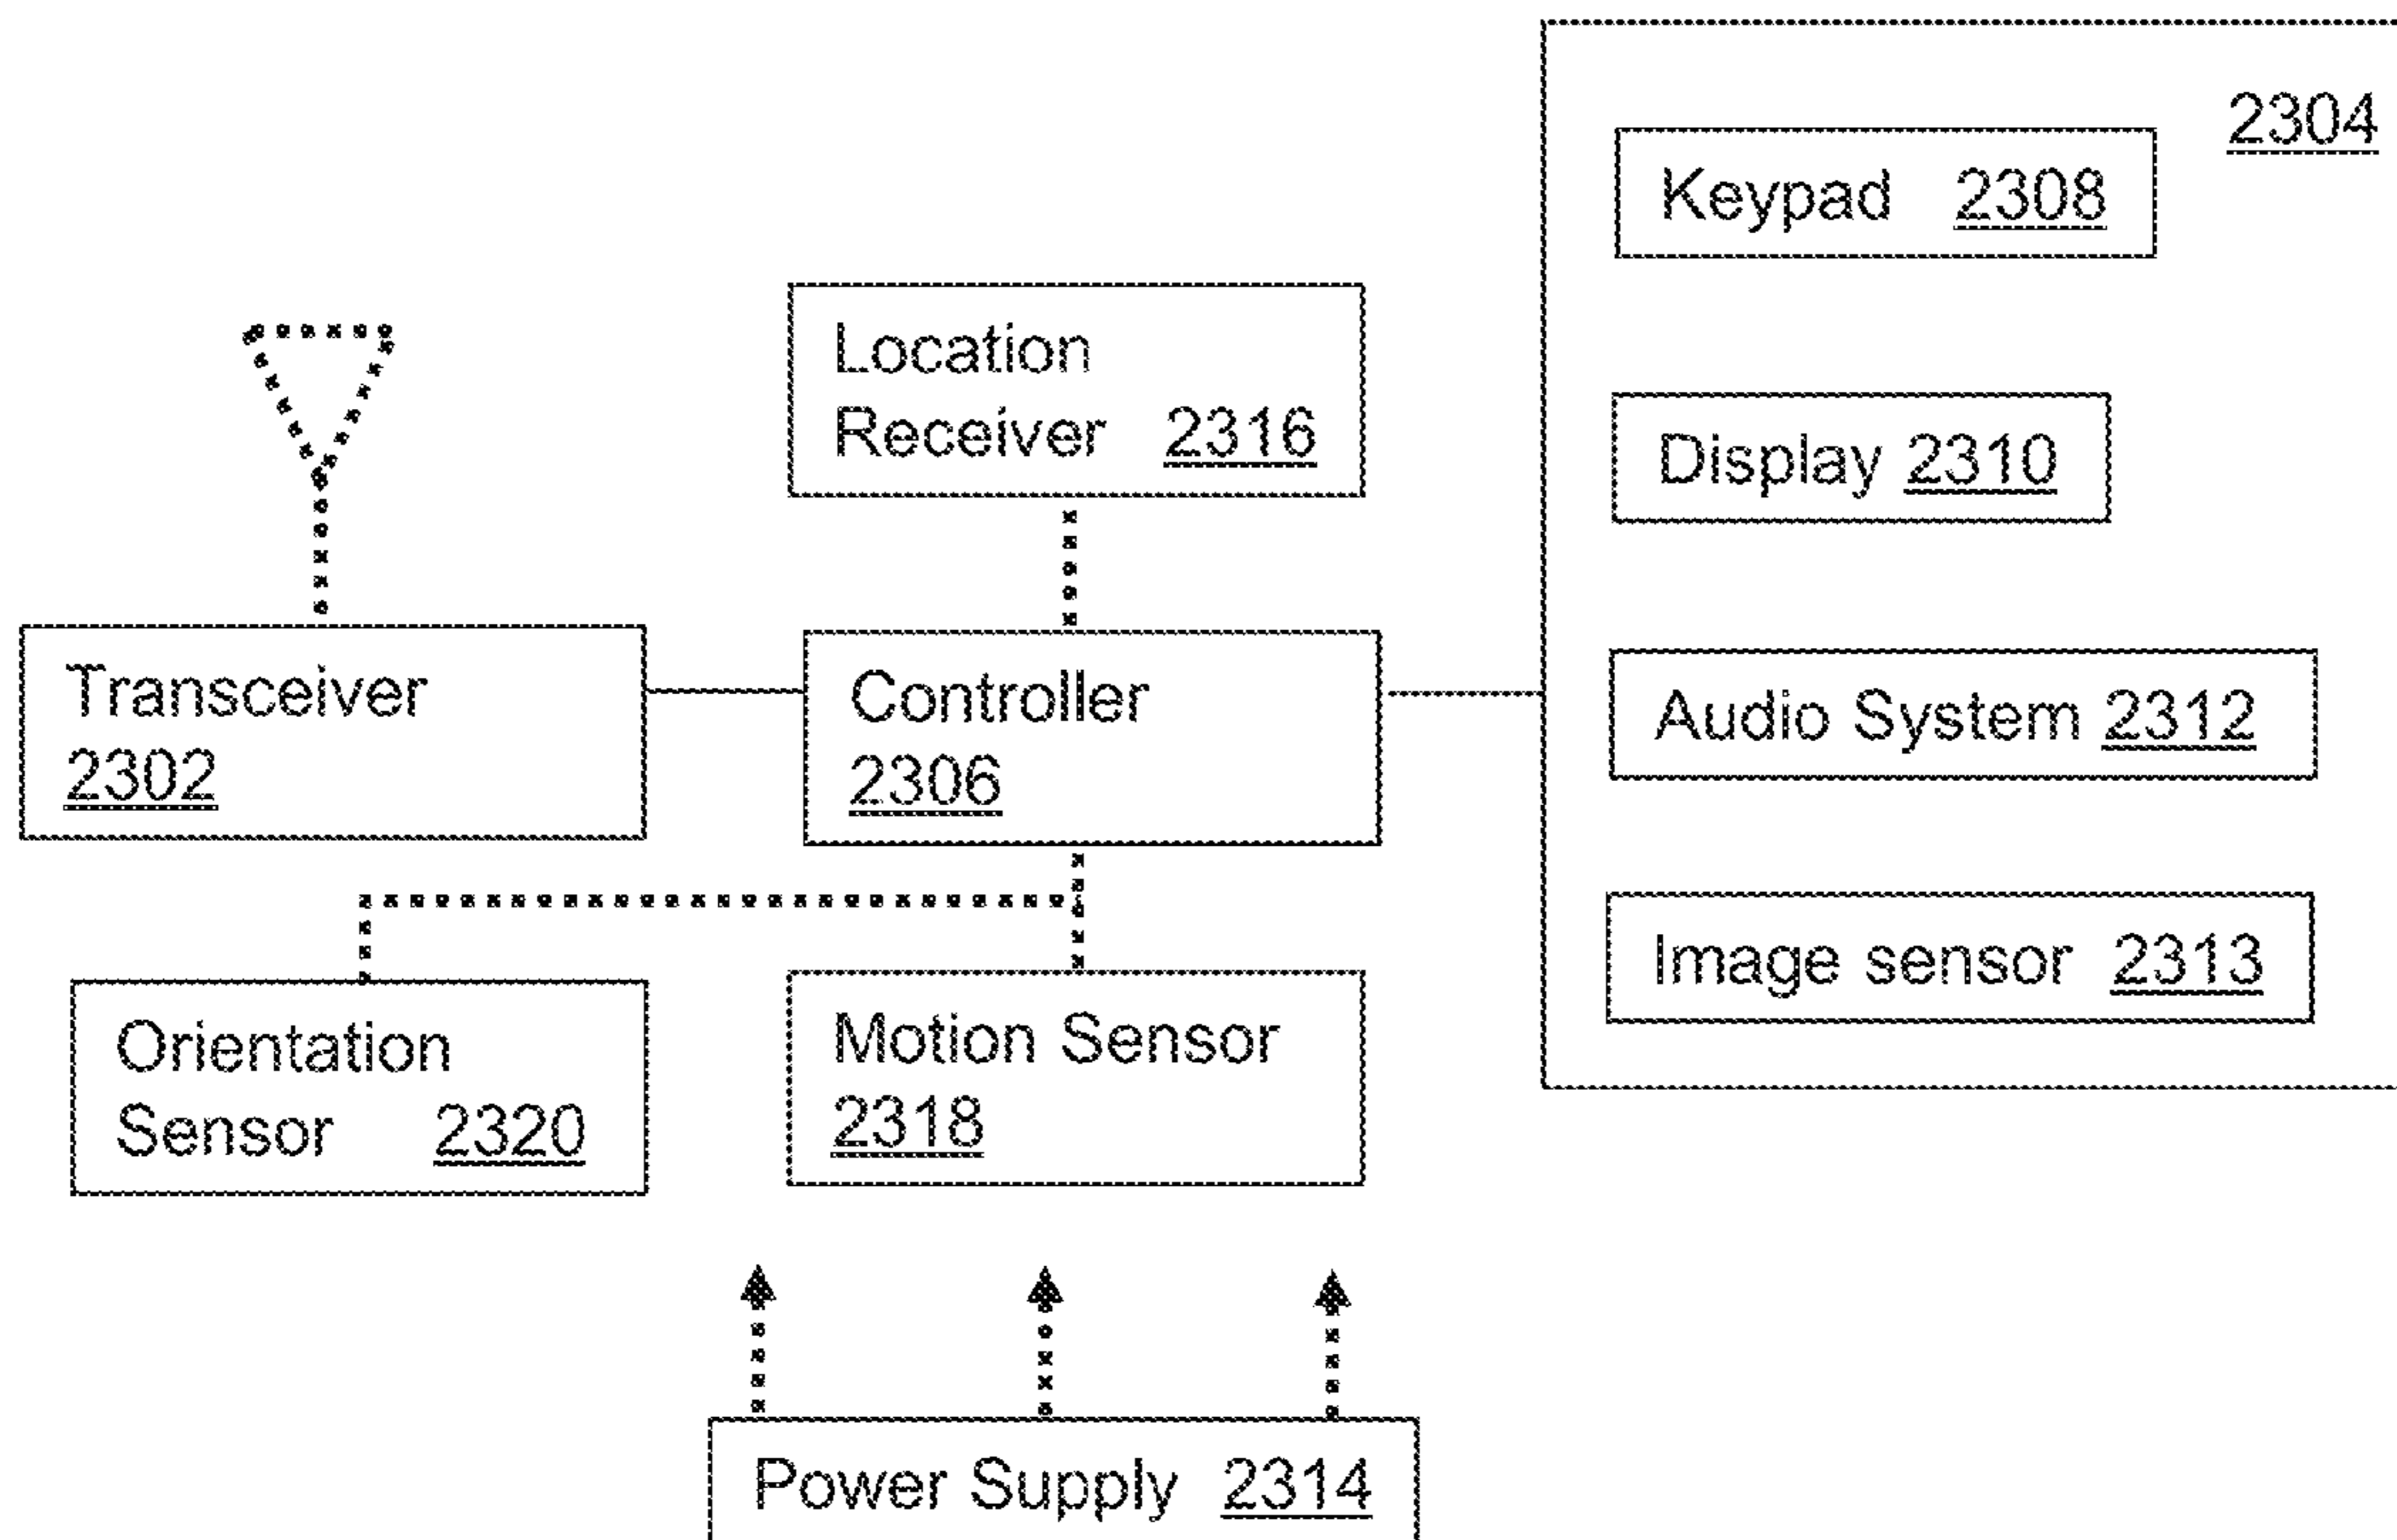 2304
Keypad 2308
Location
Receiver 2316
Display 2310
Transceiver
2302
Controller
2306
Audio System 2312
Image sensor 2313
Orientation
Sensor 2320
Motion Sensor
2318
Power Supply 2314